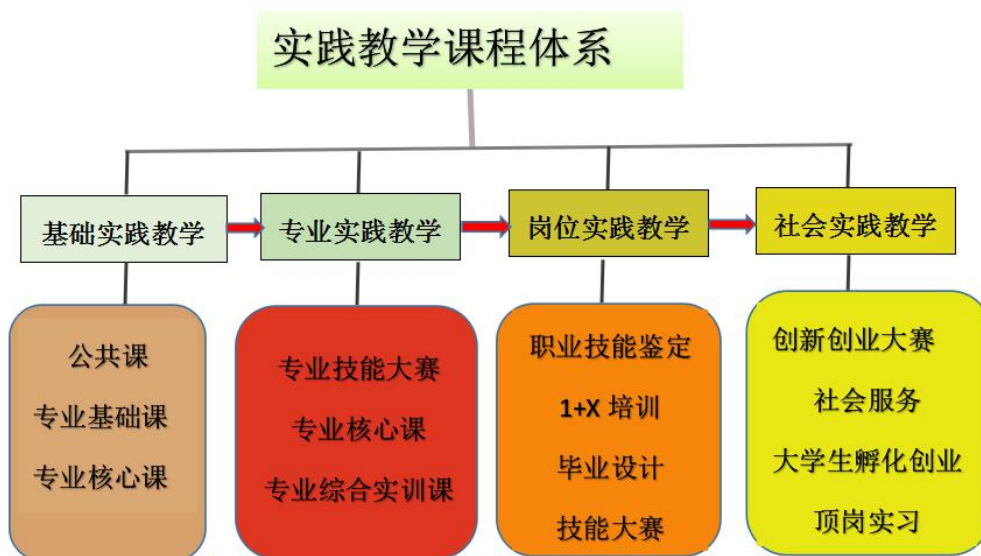 实践教学课程体系
基础实践教学
专业实践教学
岗位实践教学
社会实践教学
公共课
专业基础课
专业核心课
专业技能大赛
专业核心课
专业综合实训课
职业技能鉴定
1+X 培训
毕业设计
技能大赛
创新创业大赛
社会服务
大学生孵化创业
顶岗实习